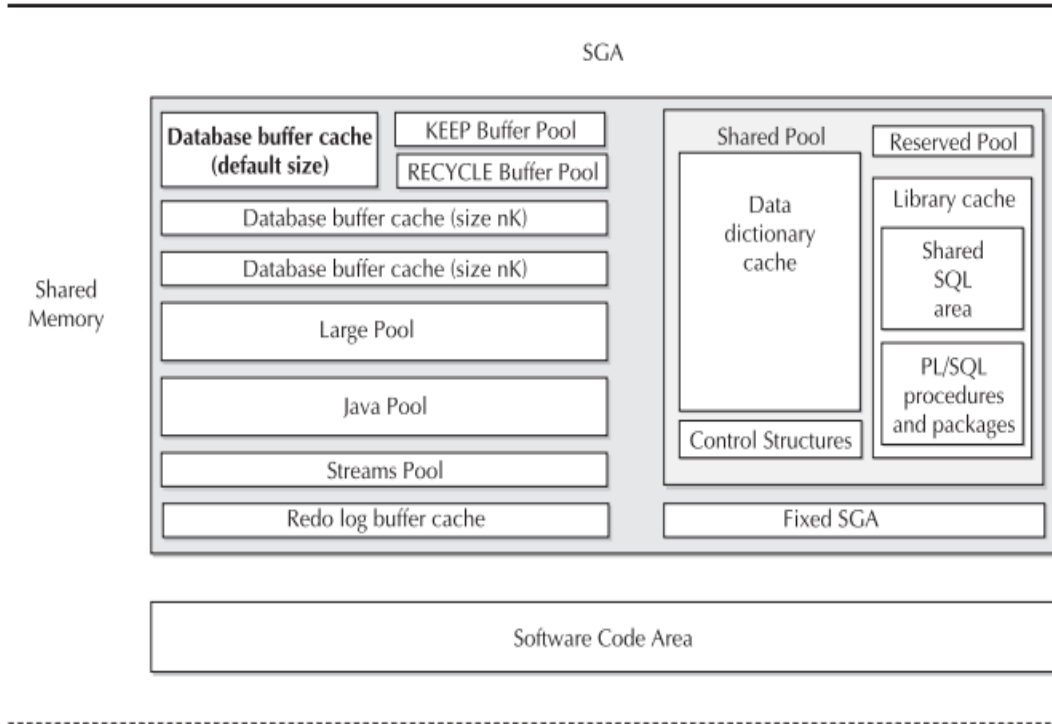 SGA
Shared
Memory
Database buffer cache
(default size)
KEEP Buffer Pool
RECYCLE Buffer Pool
Database buffer cache (size nK)
Database buffer cache (size nK)
Large Pool
Java Pool
Streams Pool
Redo log buffer cache
Shared Pool
Data
dictionary
cache
Control Structures
Reserved Pool
Library cache
Shared
SQL
area
PL/SQL
procedures
and packages
Fixed SGA
Software Code Area